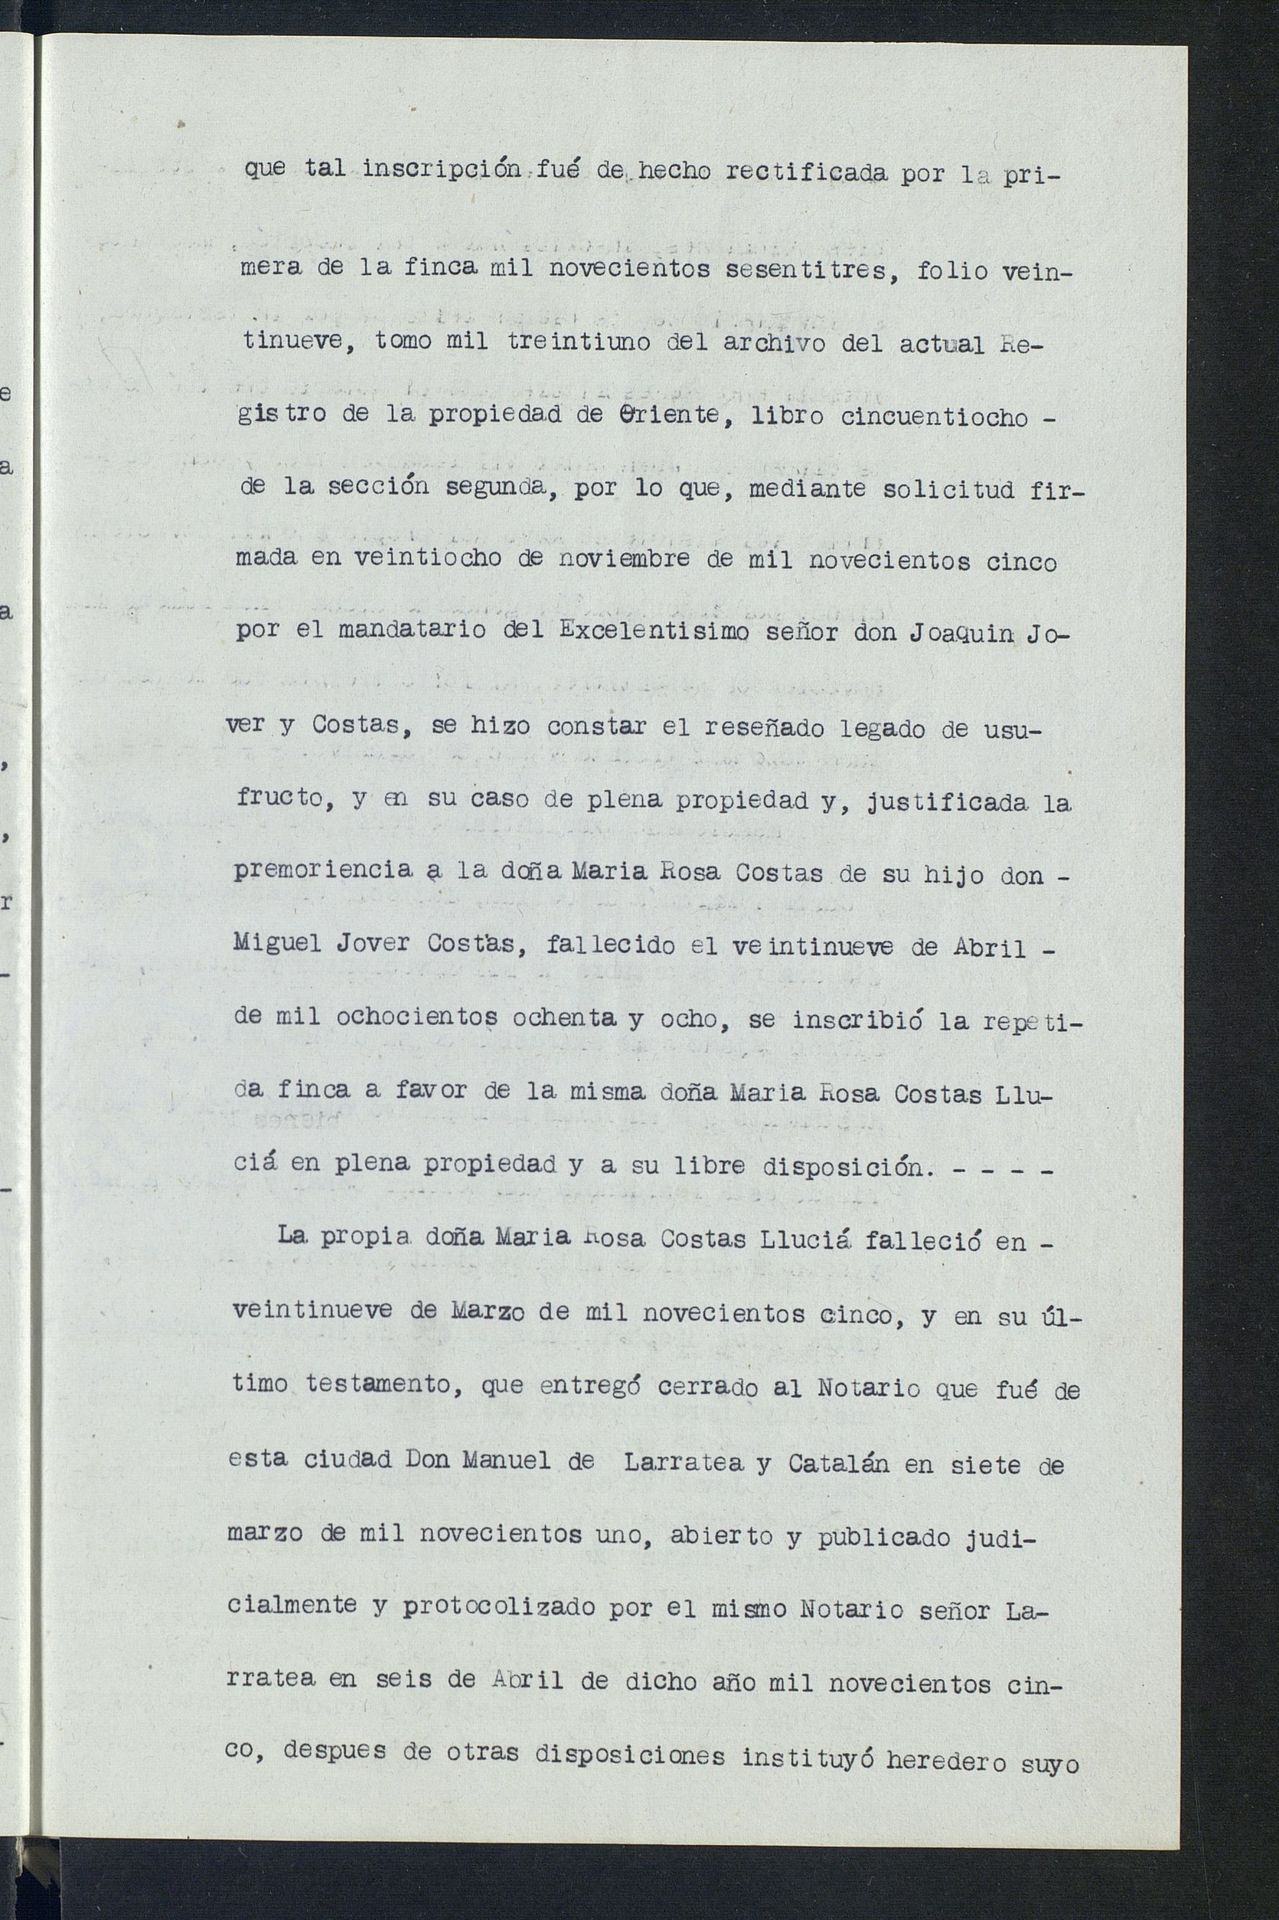 que tal inscripción fué de hecho rectificada por la pri-
mera de la finca mil novecientos sesentitres, folio vein-
tinueve, tomo mil treintiuno del archivo del actual Re-
gistro de la propiedad de Oriente, libro cincuentiocho -
de la sección segunda, por lo que, mediante solicitud fir-
mada en veintiocho de noviembre de mil novecientos cinco
por el mandatario del Excelentisimo señor don Joaquin Jo-
ver y Costas, se hizo constar el reseñado legado de usu-
fructo, y en su caso de plena propiedad y, justificada la
premoriencia a la doña Maria Rosa Costas de su hijo don -
Miguel Jover Costas, fallecido el veintinueve de Abril -
de mil ochocientos ochenta y ocho, se inscribió la repeti-
da finca a favor de la misma doña Maria Rosa Costas Llu-
ciá en plena propiedad y a su libre disposición. - - - -
La propia doña Maria Rosa Costas Lluciá falleció en -
veintinueve de Marzo de mil novecientos cinco, y en su úl-
timo testamento, que entregó cerrado al Notario que fué de
esta ciudad Don Manuel de Larratea y Catalán en siete de
marzo de mil novecientos uno, abierto y publicado judi-
cialmente y protocolizado por el mismo Notario señor La-
rratea en seis de Abril de dicho año mil novecientos cin-
co, despues de otras disposiciones instituyó heredero suyo